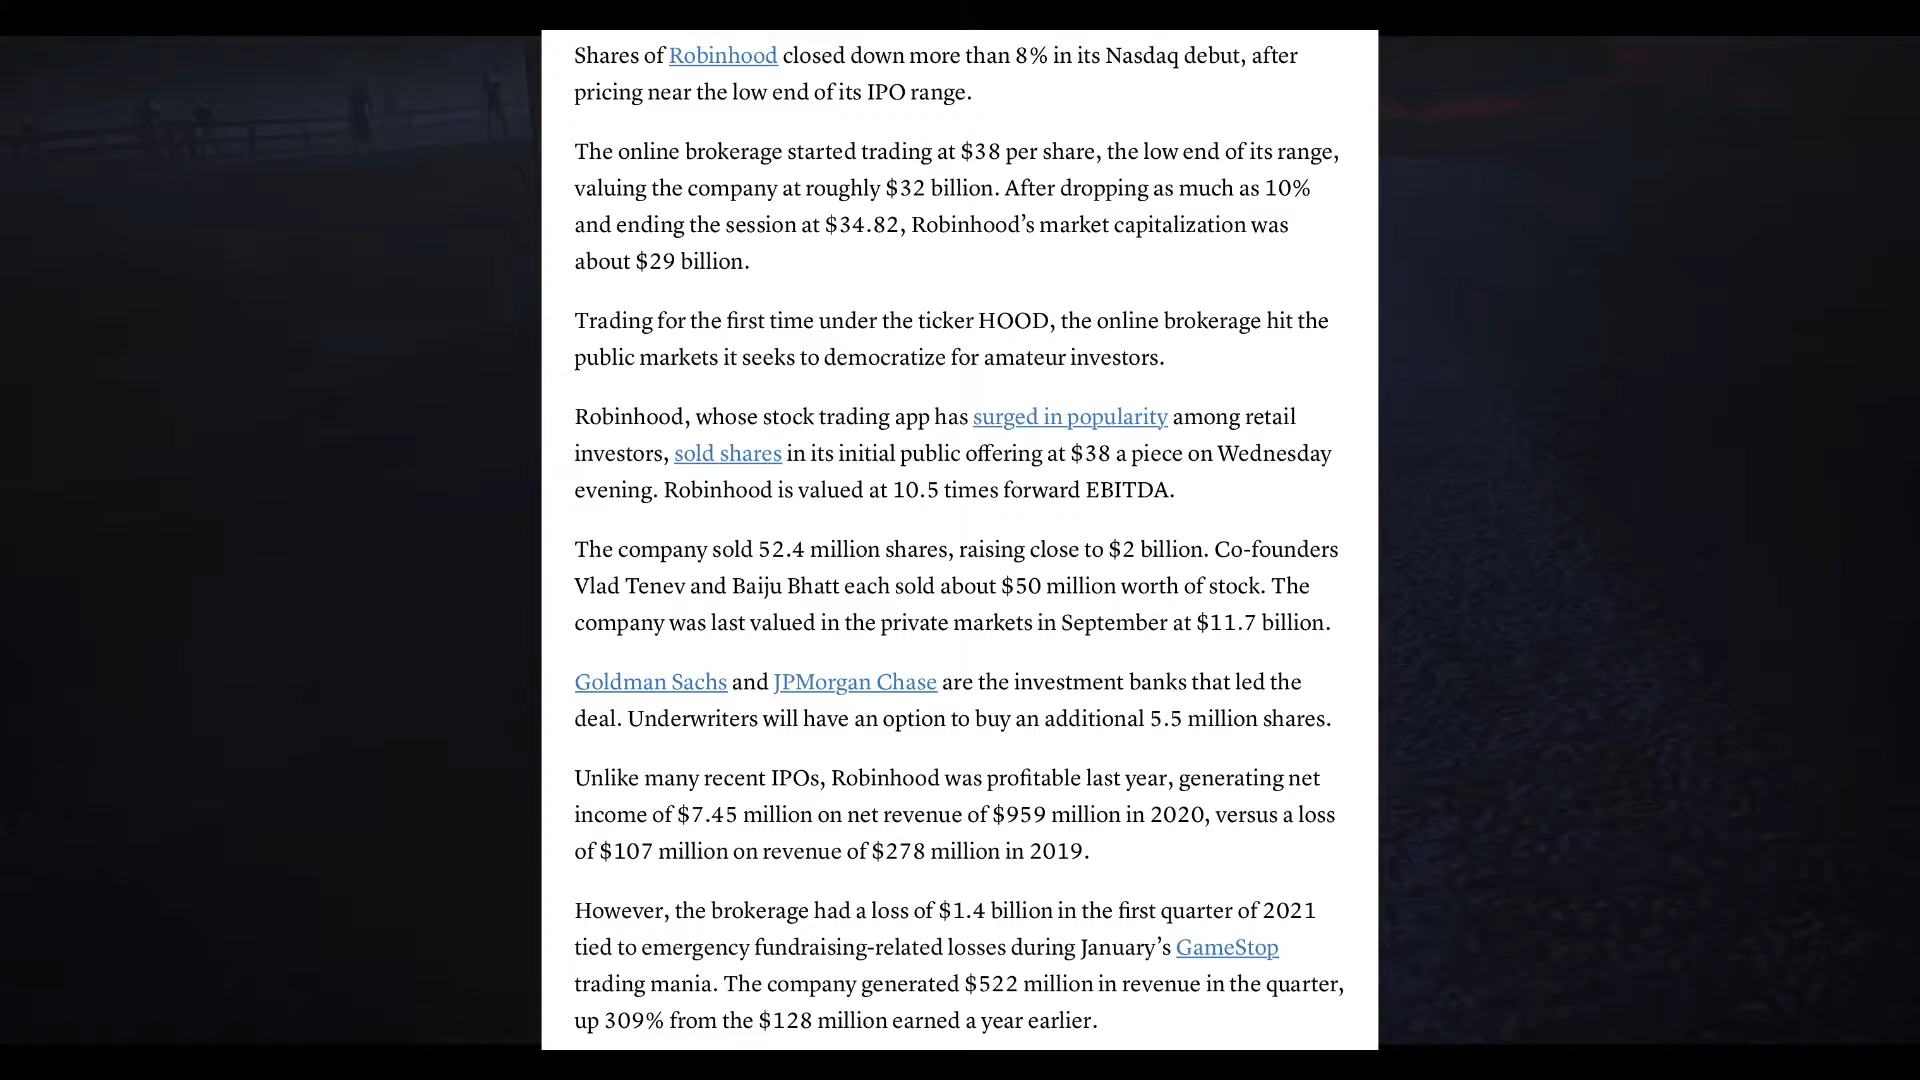 Shares of Robinhood closed down more than 8% in its Nasdaq debut, after
pricing near the low end of its IPO range.
The online brokerage started trading at $38 per share, the low end of its range,
valuing the company at roughly $32 billion. After dropping as much as 10%
and ending the session at $34.82, Robinhood’s market capitalization was
about $29 billion.
Trading for the first time under the ticker HOOD, the online brokerage hit the
public markets it seeks to democratize for amateur investors.
Robinhood, whose stock trading app has surged in popularity among retail
investors, sold shares in its initial public offering at $38 a piece on Wednesday
evening. Robinhood is valued at 10.5 times forward EBITDA.
The company sold 52.4 million shares, raising close to $2 billion. Co-founders
Vlad Tenev and Baiju Bhatt each sold about $50 million worth of stock. The
company was last valued in the private markets in September at $11.7 billion.
Goldman Sachs and JPMorgan Chase are the investment banks that led the
deal. Underwriters will have an option to buy an additional 5.5 million shares.
Unlike many recent IPOs, Robinhood was profitable last year, generating net
income of $7.45 million on net revenue of $959 million in 2020, versus a loss
of $107 million on revenue of $278 million in 2019.
However, the brokerage had a loss of $1.4 billion in the first quarter of 2021
tied to emergency fundraising-related losses during January’s GameStop
trading mania. The company generated $522 million in revenue in the quarter,
up 309% from the $128 million earned a year earlier.